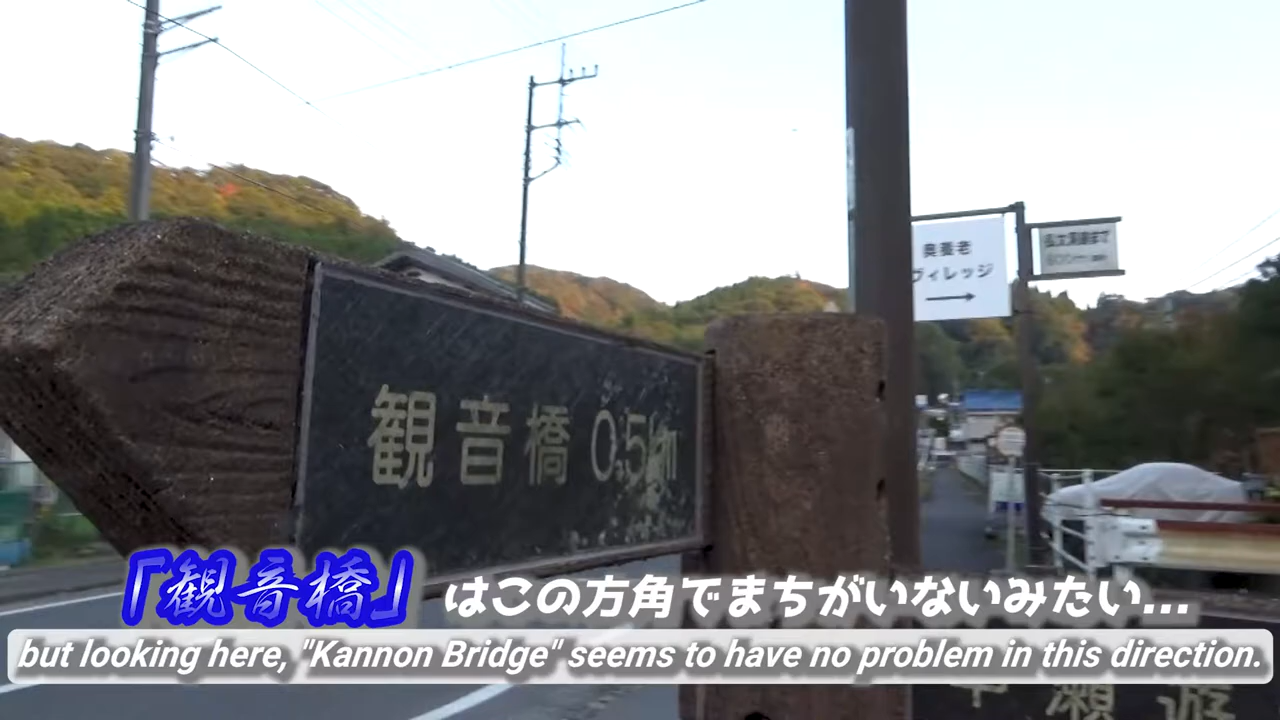 奥養老
ヴィレッジ
観音橋 0.5km
「観音橋」はこの方角でまちがいないみたい...
but looking here, "Kannon Bridge" seems to have no problem in this direction.
瀬遊